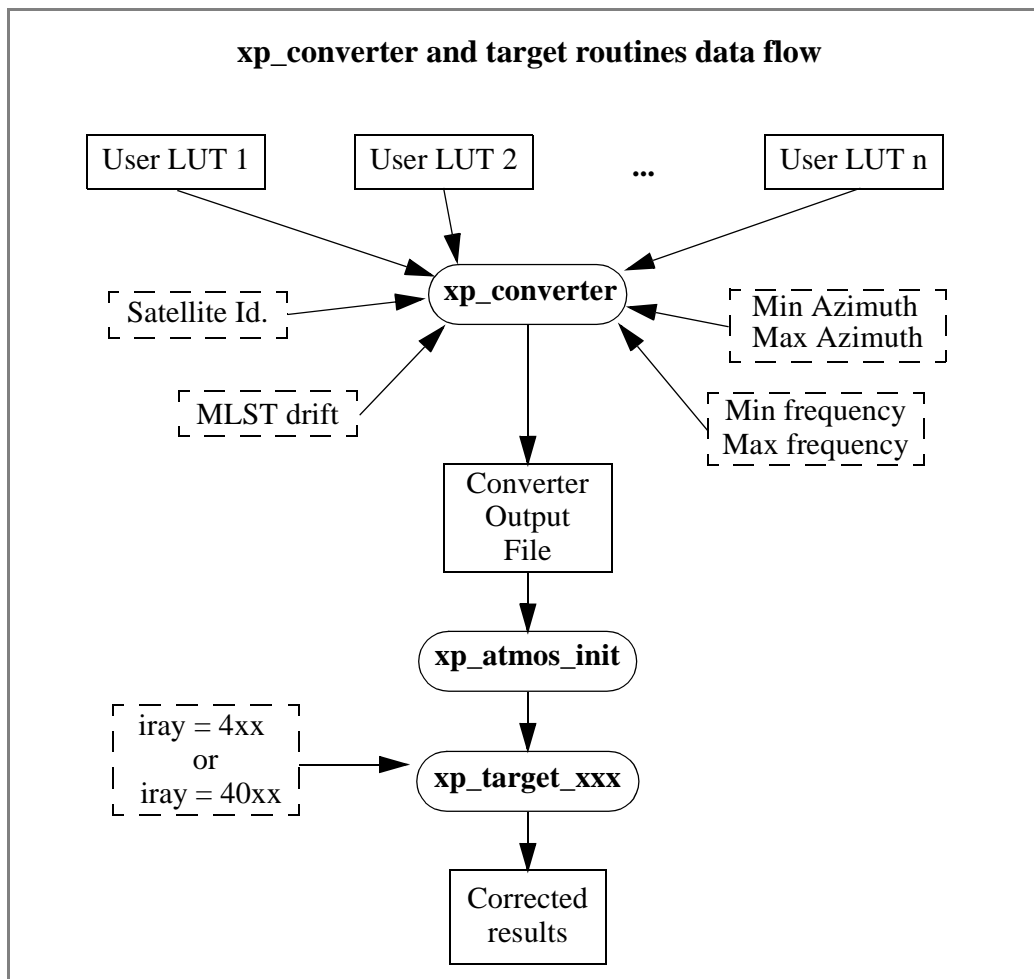 xp_converter and target routines data flow
User LUT 1
User LUT 2
...
User LUT n
xp_converter
Satellite Id.
Min Azimuth
Max Azimuth
MLST drift
Min frequency
Max frequency
Converter
Output
File
xp_atmos_init
iray = 4xx
or
iray = 40xx
xp_target_xxx
Corrected
results